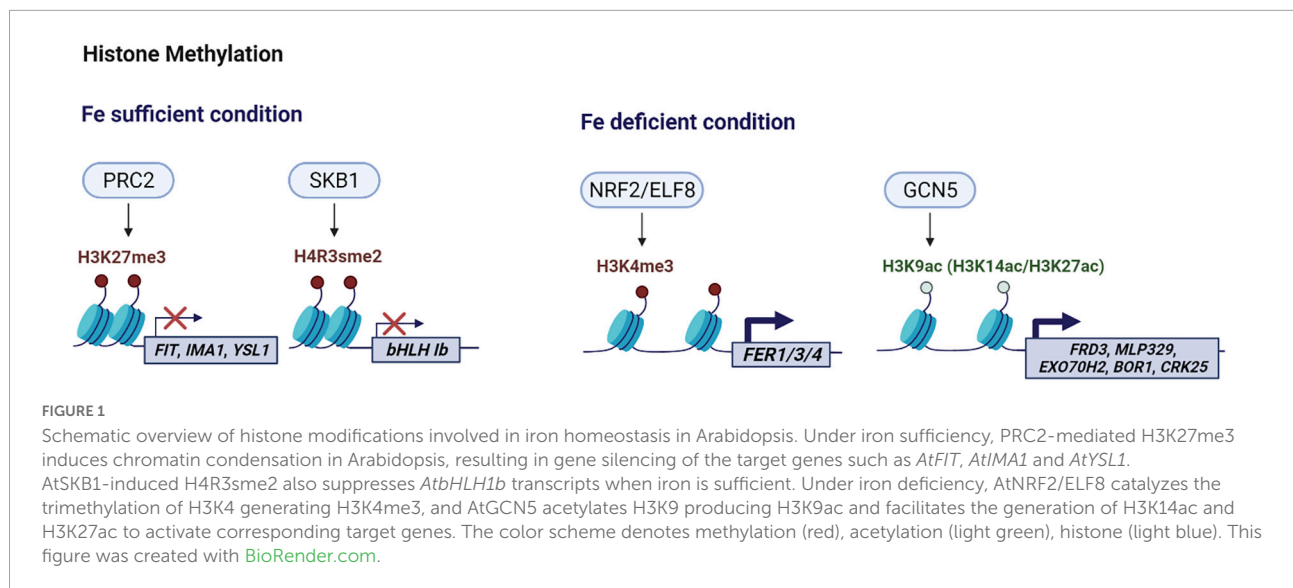 Histone Methylation
Fe sufficient condition
Fe deficient condition
PRC2
SKB1
NRF2/ELF8
GCN5
H3K27me3
H4R3sme2
H3K4me3
H3K9ac (H3K14ac/H3K27ac)
FIT, IMA1, YSL1
bHLH Ib
FER1/3/4
FRD3, MLP329,
EXO70H2, BOR1, CRK25
FIGURE 1
Schematic overview of histone modifications involved in iron homeostasis in Arabidopsis. Under iron sufficiency, PRC2-mediated H3K27me3
induces chromatin condensation in Arabidopsis, resulting in gene silencing of the target genes such as AtFIT, AtIMA1 and AtYSL1.
AtSKB1-induced H4R3sme2 also suppresses AtbHLH1b transcripts when iron is sufficient. Under iron deficiency, AtNRF2/ELF8 catalyzes the
trimethylation of H3K4 generating H3K4me3, and AtGCN5 acetylates H3K9 producing H3K9ac and facilitates the generation of H3K14ac and
H3K27ac to activate corresponding target genes. The color scheme denotes methylation (red), acetylation (light green), histone (light blue). This
figure was created with BioRender.com.